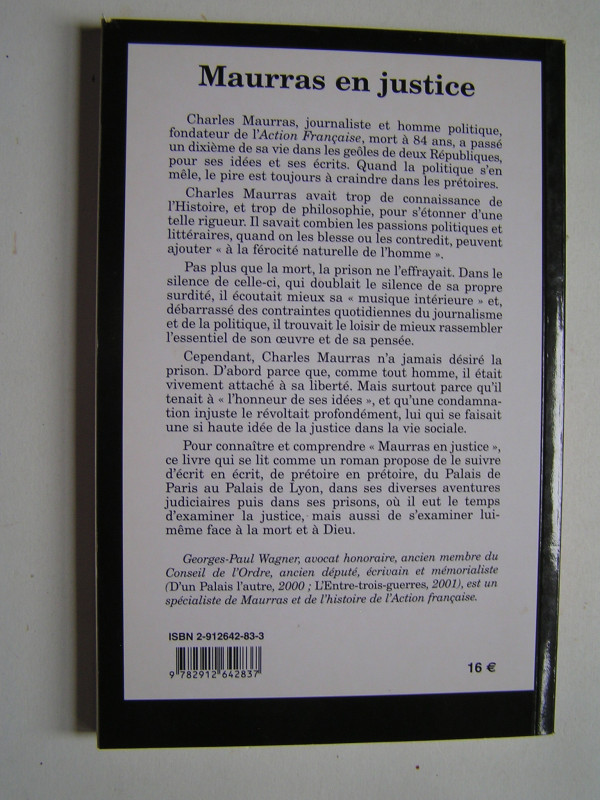 Maurras en justice
Charles Maurras, journaliste et homme politique,
fondateur de l'Action Française, mort à 84 ans, a passé
un dixième de sa vie dans les geôles de deux Républiques,
pour ses idées et ses écrits. Quand la politique s'en
mêle, le pire est toujours à craindre dans les prétoires.
Charles Maurras avait trop de connaissance de
l'Histoire, et trop de philosophie, pour s'étonner d'une
telle rigueur. Il savait combien les passions politiques et
littéraires, quand on les blesse ou les contredit, peuvent
ajouter « à la férocité naturelle de l'homme ».
Pas plus que la mort, la prison ne l'effrayait. Dans le
silence de celle-ci, qui doublait le silence de sa propre
surdité, il écoutait mieux sa « musique intérieure » et,
débarrassé des contraintes quotidiennes du journalisme
et de la politique, il trouvait le loisir de mieux rassembler
l'essentiel de son œuvre et de sa pensée.
Cependant, Charles Maurras n'a jamais désiré la
prison. D'abord parce que, comme tout homme, il était
vivement attaché à sa liberté. Mais surtout parce qu'il
tenait à « l'honneur de ses idées », et qu'une condamna-
tion injuste le révoltait profondément, lui qui se faisait
une si haute idée de la justice dans la vie sociale.
Pour connaître et comprendre « Maurras en justice »,
ce livre qui se lit comme un roman propose de le suivre
d'écrit en écrit, de prétoire en prétoire, du Palais de
Paris au Palais de Lyon, dans ses diverses aventures
judiciaires puis dans ses prisons, où il eut le temps
d'examiner la justice, mais aussi de s'examiner lui-
même face à la mort et à Dieu.
Georges-Paul Wagner, avocat honoraire, ancien membre du
Conseil de l'Ordre, ancien député, écrivain et mémorialiste
(D'un Palais l'autre, 2000 ; L'Entre-trois-guerres, 2001), est un
spécialiste de Maurras et de l'histoire de l'Action française.
ISBN 2-912642-83-3
9 782912 642837
16 €